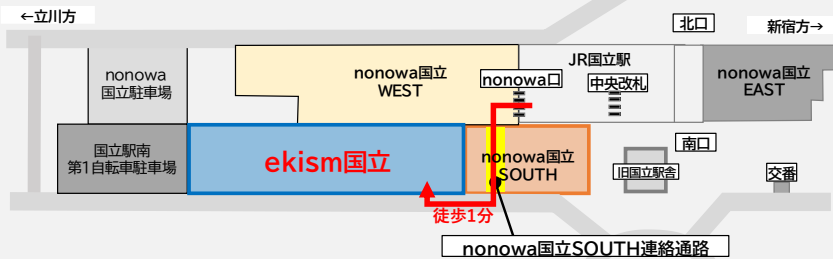 ←立川方
北口
新宿方→
JR国立駅
nonowa
国立駐車場
nonowa国立
WEST
nonowa口
中央改札
nonowa国立
EAST
国立駅南
第1自転車駐車場
ekism国立
nonowa国立
SOUTH
南口
旧国立駅舎
交番
徒歩1分
nonowa国立SOUTH連絡通路